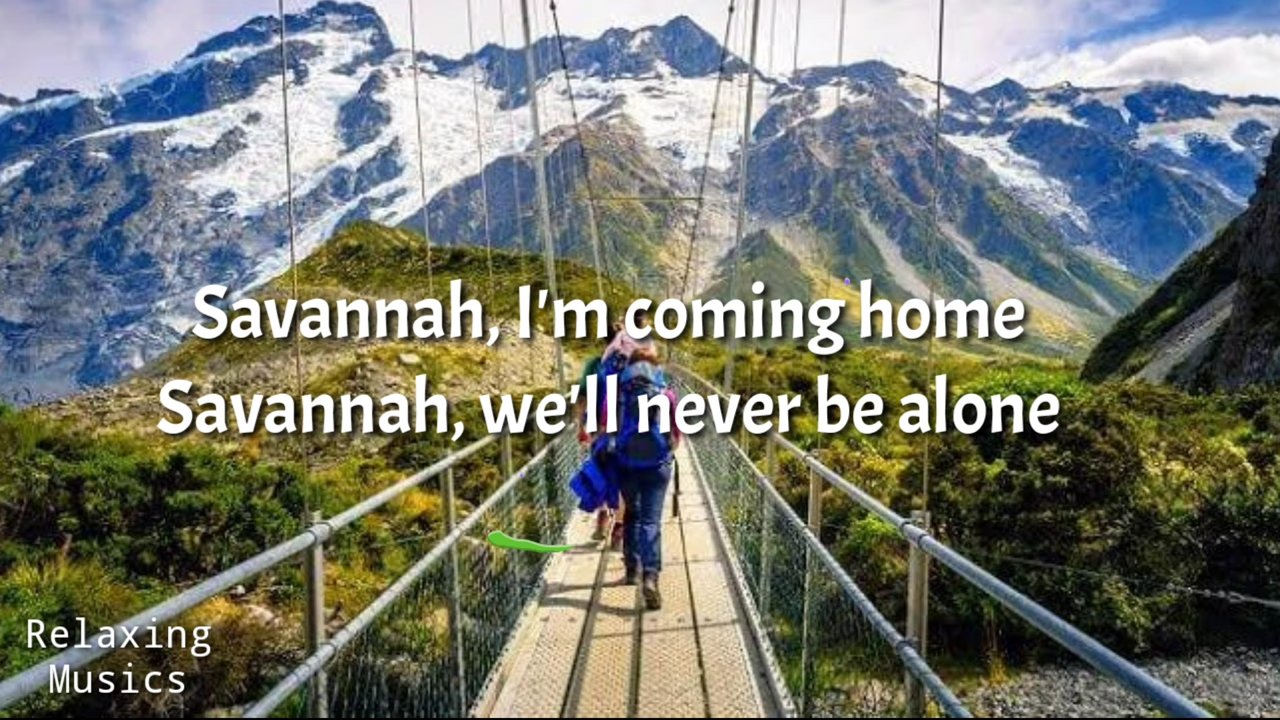 Savannah, I'm coming home
Savannah, we'll never be alone
Relaxing
Musics